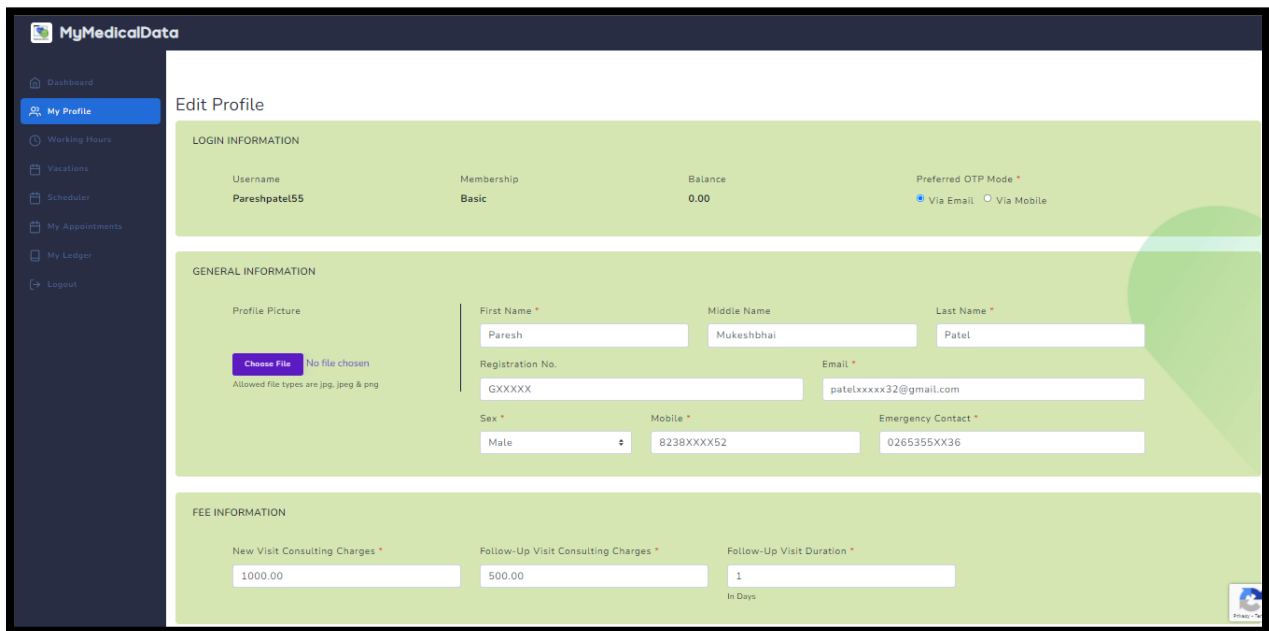 MyMedicalData
Dashboard
My Profile
Working Hours
Vacations
Scheduler
My Appointments
My Ledger
Logout
Edit Profile
LOGIN INFORMATION
Username Membership Balance Preferred OTP Mode *
Pareshpatel55 Basic 0.00 Via Email Via Mobile
GENERAL INFORMATION
Profile Picture First Name * Middle Name Last Name *
Paresh Mukeshbhai Patel
Choose File No file chosen Registration No. Email *
Allowed file types are jpg, jpeg & png GXXXXX patelxxxxx32@gmail.com
Sex * Mobile * Emergency Contact *
Male 8238XXXX52 0265355XX36
FEE INFORMATION
New Visit Consulting Charges * Follow-Up Visit Consulting Charges * Follow-Up Visit Duration *
1000.00 500.00 1
In Days
Privacy -